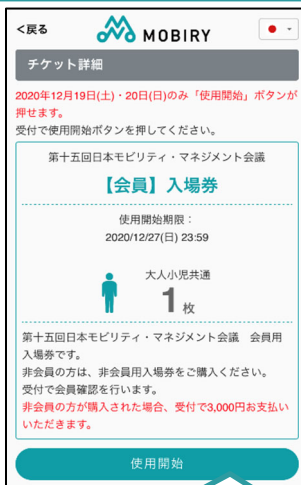 <戻る
MOBIRY
チケット詳細
2020年12月19日(土)・20日(日)のみ「使用開始」ボタンが
押せます。
受付で使用開始ボタンを押してください。
第十五回日本モビリティ・マネジメント会議
【会員】入場券
使用開始期限：
2020/12/27(日) 23:59
大人小児共通
1枚
第十五回日本モビリティ・マネジメント会議 会員用
入場券です。
非会員の方は、非会員用入場券をご購入ください。
受付で会員確認を行います。
非会員の方が購入された場合、受付で3,000円お支払い
いただきます。
使用開始